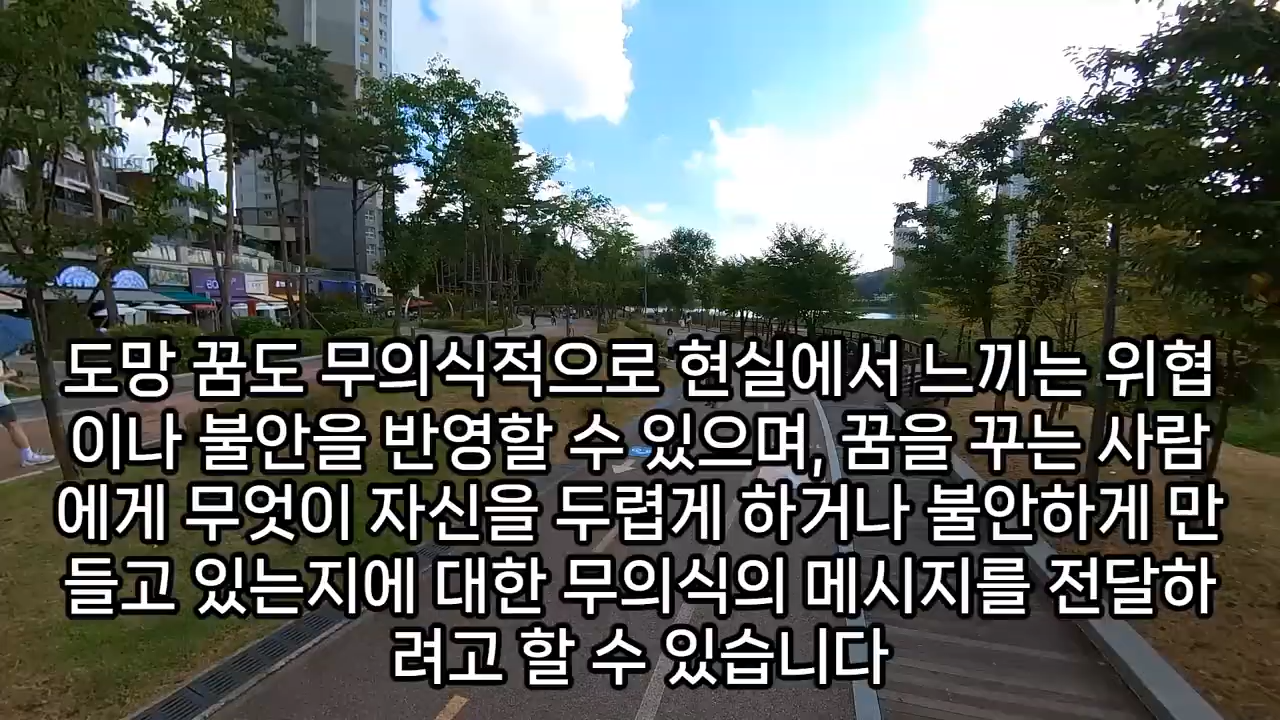 도망 꿈도 무의식적으로 현실에서 느끼는 위협
이나 불안을 반영할 수 있으며, 꿈을 꾸는 사람
에게 무엇이 자신을 두렵게 하거나 불안하게 만
들고 있는지에 대한 무의식의 메시지를 전달하
려고 할 수 있습니다